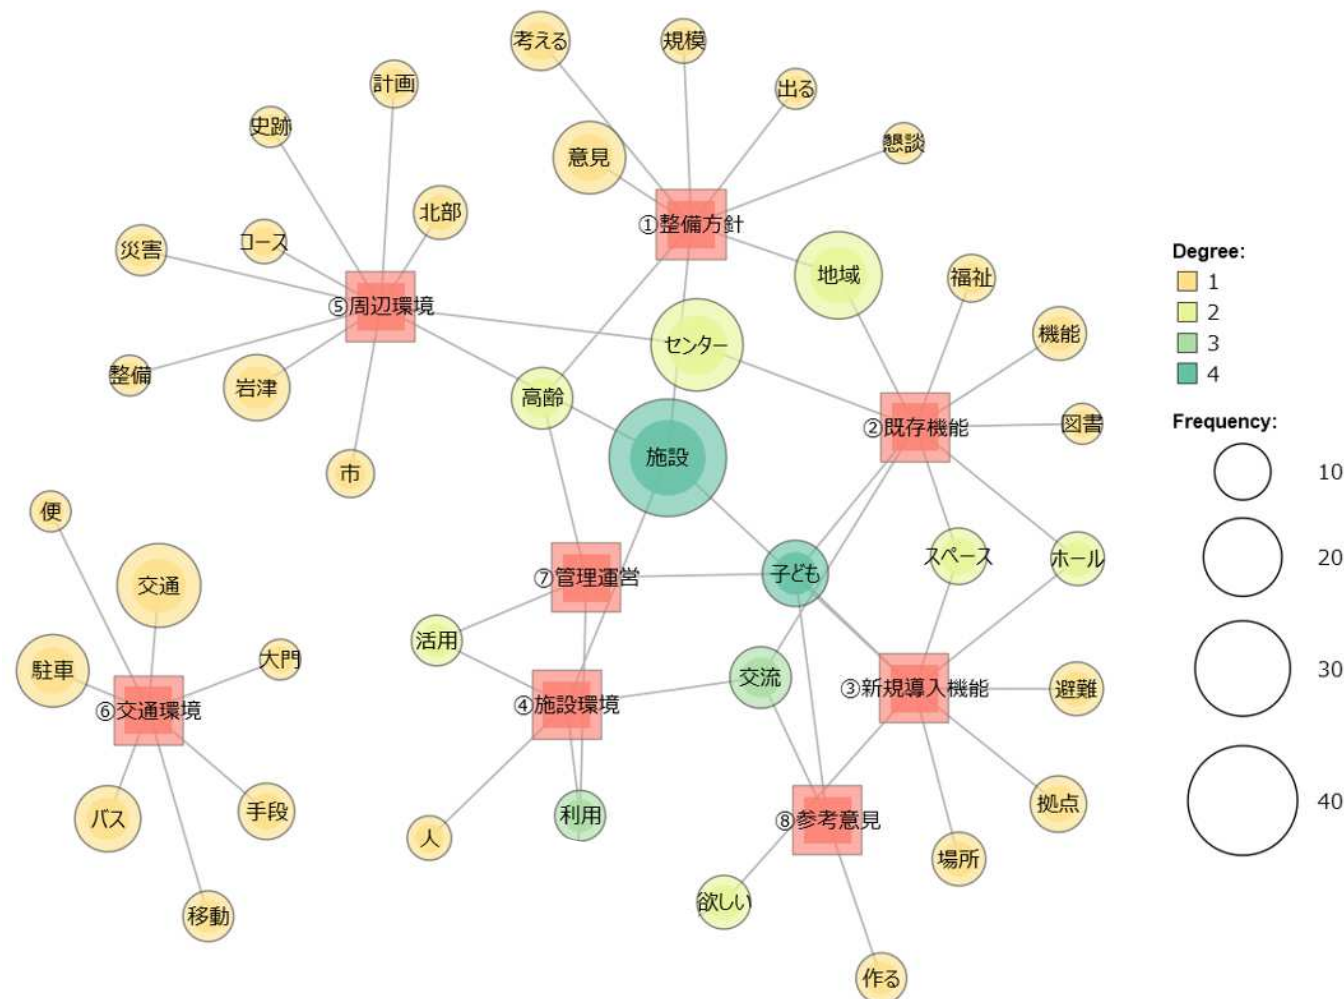 考える
規模
計画
出る
史跡
懇談
意見
北部
①整備方針
コース
災害
地域
福祉
⑤周辺環境
機能
センター
整備
岩津
高齢
図書
②既存機能
施設
市
便
スペース
ホール
交通
⑦管理運営
子ども
活用
大門
駐車
交流
③新規導入機能
避難
④施設環境
⑥交通環境
拠点
手段
利用
バス
⑧参考意見
人
場所
欲しい
移動
作る
Degree:
1
2
3
4
Frequency:
10
20
30
40